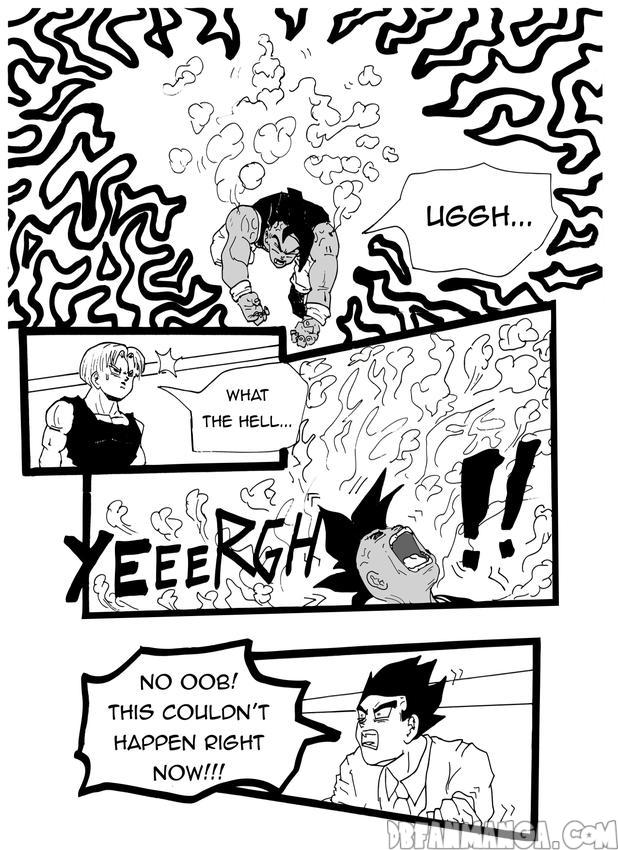 UGGH...
WHAT
THE HELL...
YEEERGH!!
NO OOB!
THIS COULDN'T
HAPPEN RIGHT
NOW!!!
DBFANMANGA.COM